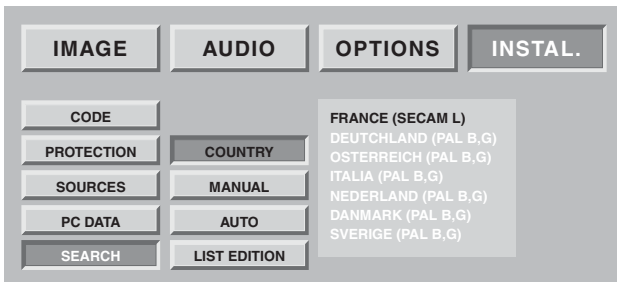 IMAGE AUDIO OPTIONS INSTAL.
CODE
PROTECTION
SOURCES
PC DATA
SEARCH
COUNTRY
MANUAL
AUTO
LIST EDITION
FRANCE (SECAM L)
DEUTCHLAND (PAL B,G)
OSTERREICH (PAL B,G)
ITALIA (PAL B,G)
NEDERLAND (PAL B,G)
DANMARK (PAL B,G)
SVERIGE (PAL B,G)